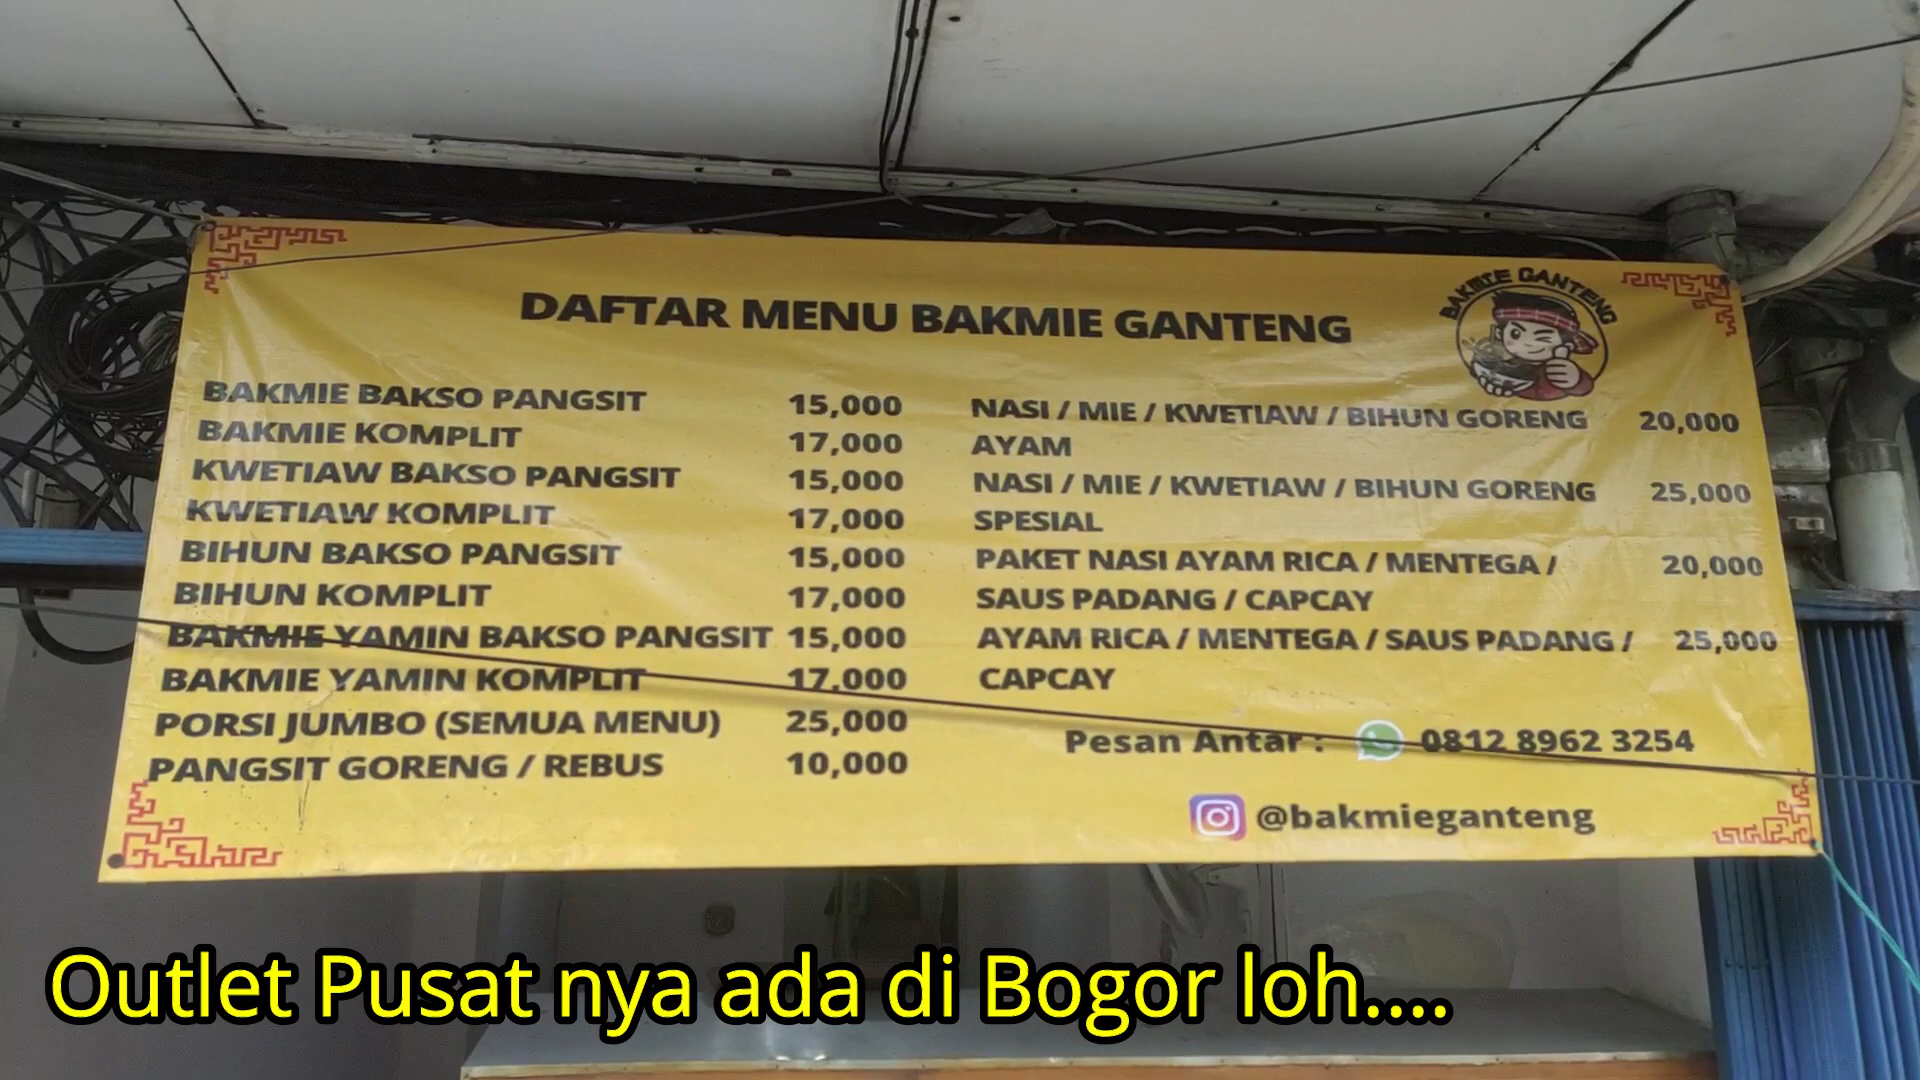 DAFTAR MENU BAKMIE GANTENG
BAKMIE GANTENG
BAKMIE BAKSO PANGSIT 15,000
BAKMIE KOMPLIT 17,000
KWETIAW BAKSO PANGSIT 15,000
KWETIAW KOMPLIT 17,000
BIHUN BAKSO PANGSIT 15,000
BIHUN KOMPLIT 17,000
BAKMIE YAMIN BAKSO PANGSIT 15,000
BAKMIE YAMIN KOMPLIT 17,000
PORSI JUMBO (SEMUA MENU) 25,000
PANGSIT GORENG / REBUS 10,000
NASI / MIE / KWETIAW / BIHUN GORENG 20,000
AYAM
NASI / MIE / KWETIAW / BIHUN GORENG 25,000
SPESIAL
PAKET NASI AYAM RICA / MENTEGA / 20,000
SAUS PADANG / CAPCAY
AYAM RICA / MENTEGA / SAUS PADANG / 25,000
CAPCAY
Pesan Antar : 0812 8962 3254
@bakmieganteng
Outlet Pusat nya ada di Bogor loh....